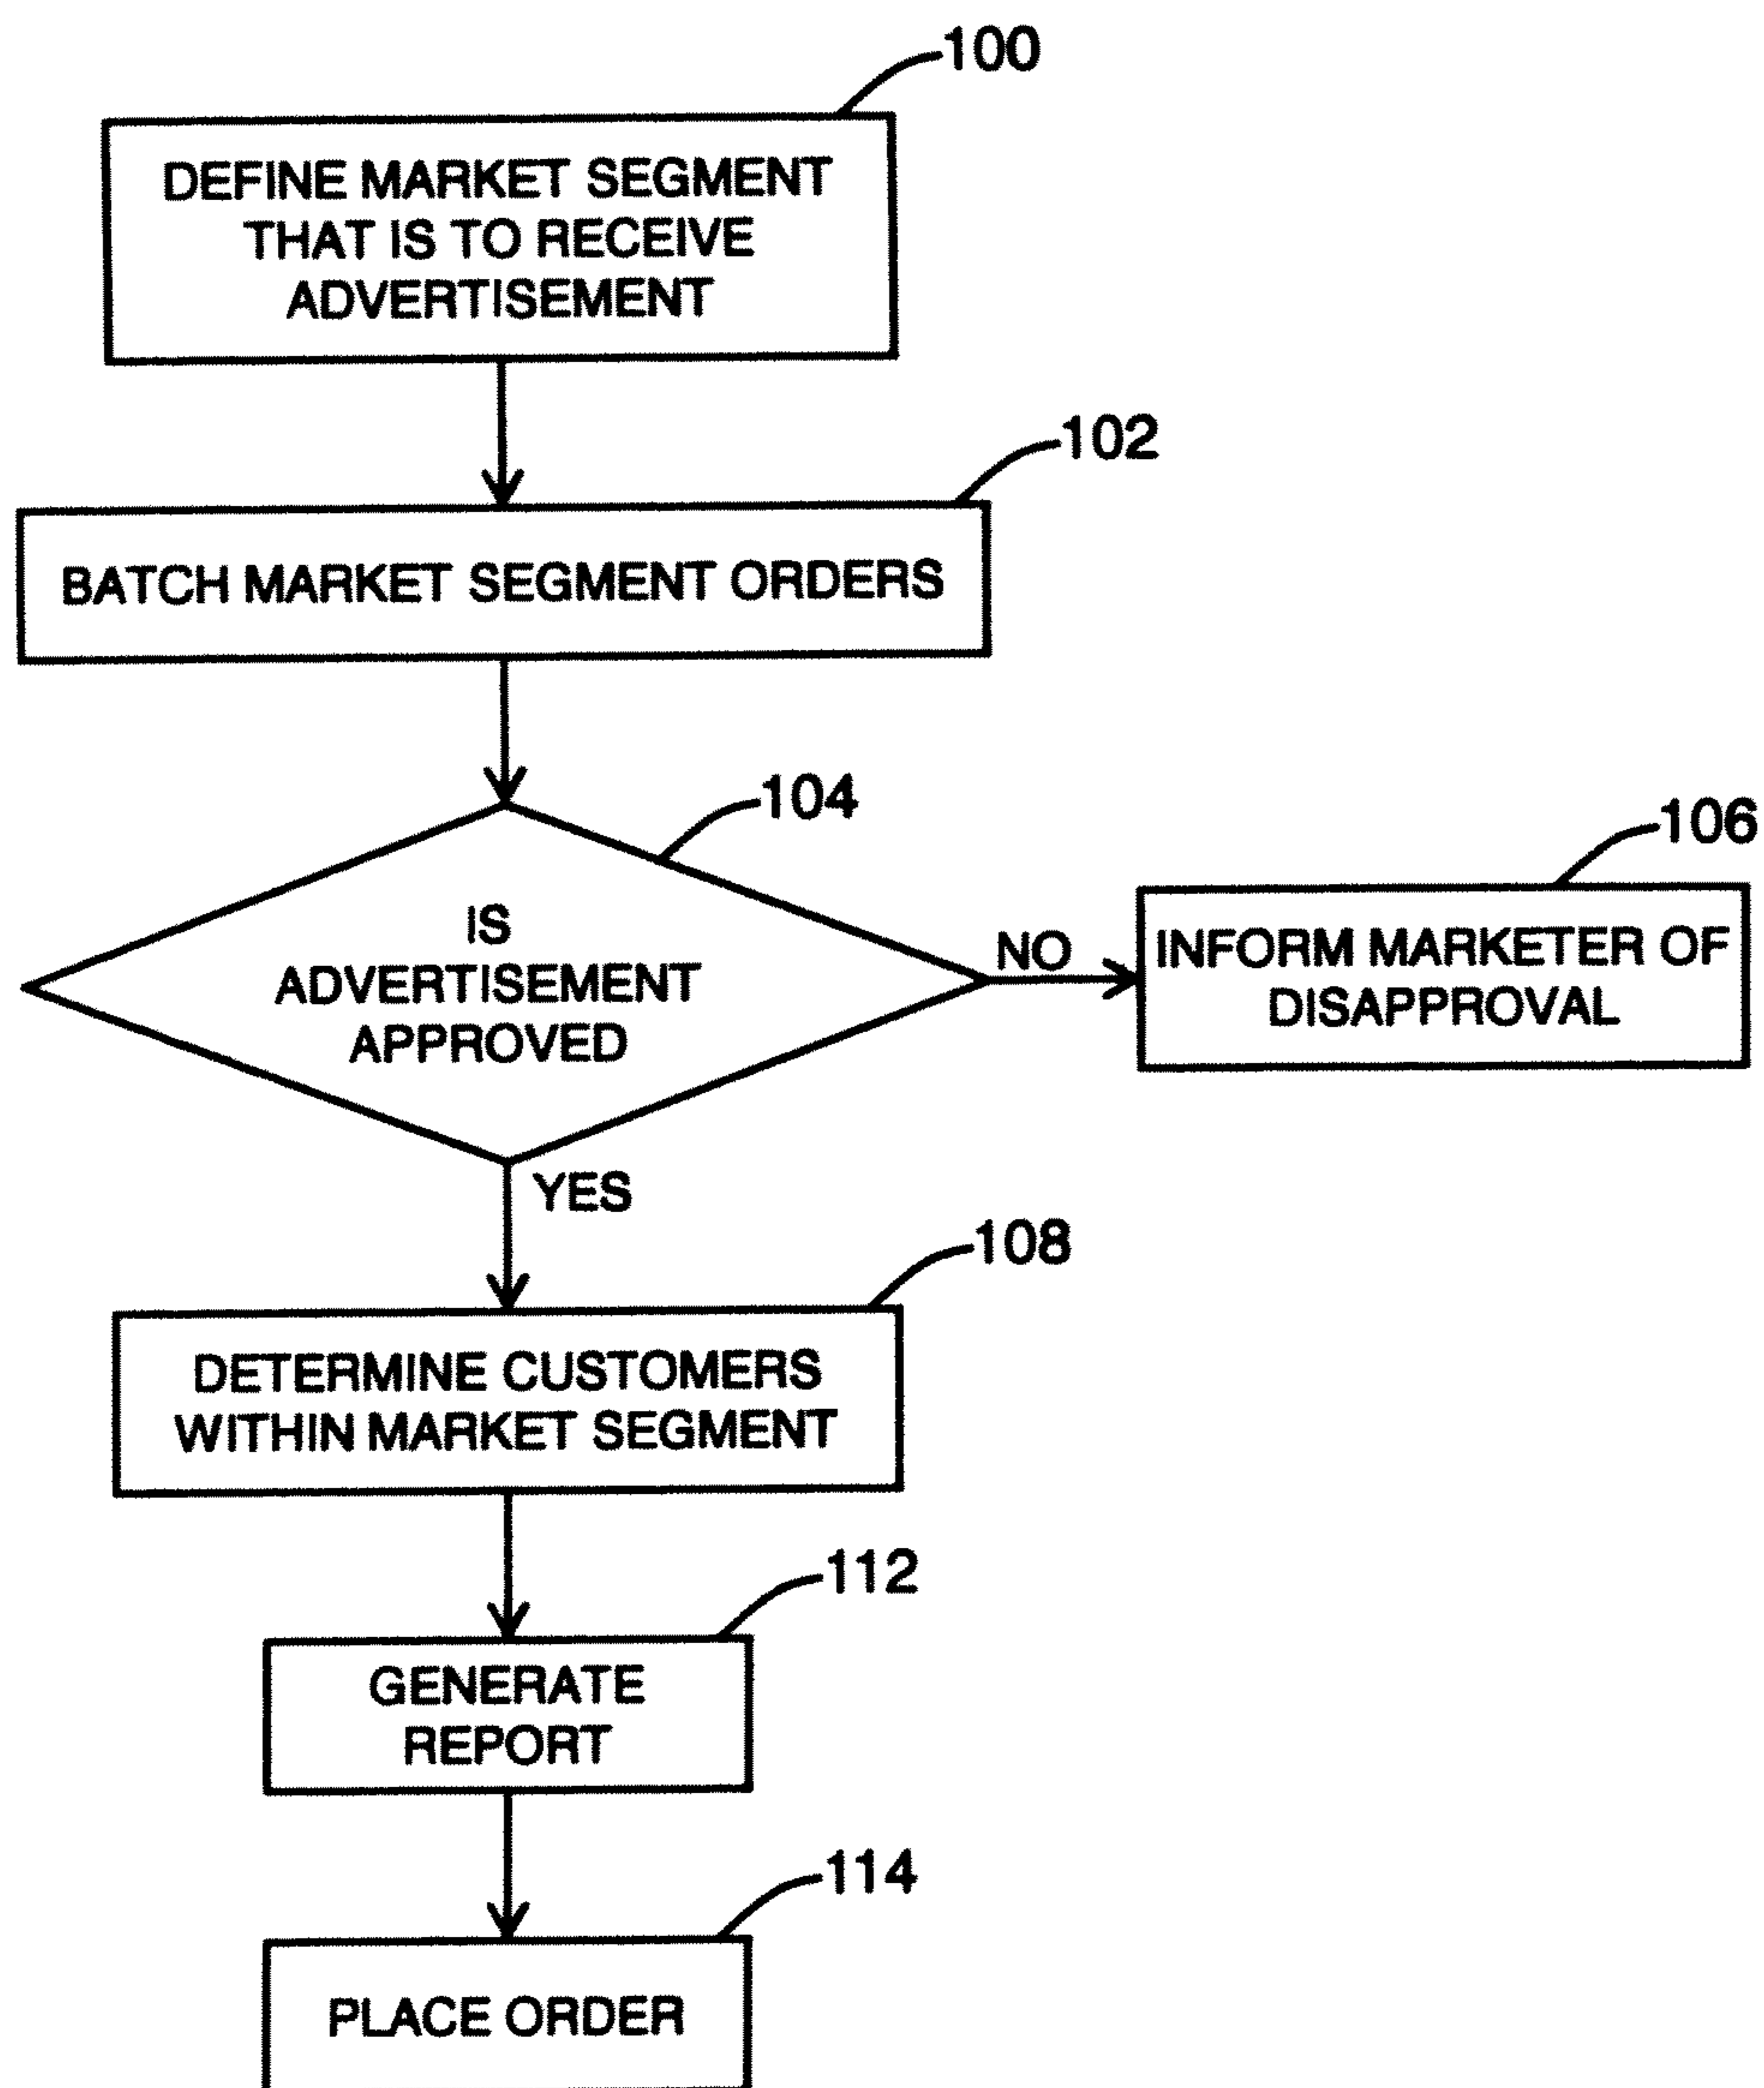 100
DEFINE MARKET SEGMENT
THAT IS TO RECEIVE
ADVERTISEMENT
102
BATCH MARKET SEGMENT ORDERS
104
IS
ADVERTISEMENT
APPROVED
NO
106
INFORM MARKETER OF
DISAPPROVAL
YES
108
DETERMINE CUSTOMERS
WITHIN MARKET SEGMENT
112
GENERATE
REPORT
114
PLACE ORDER